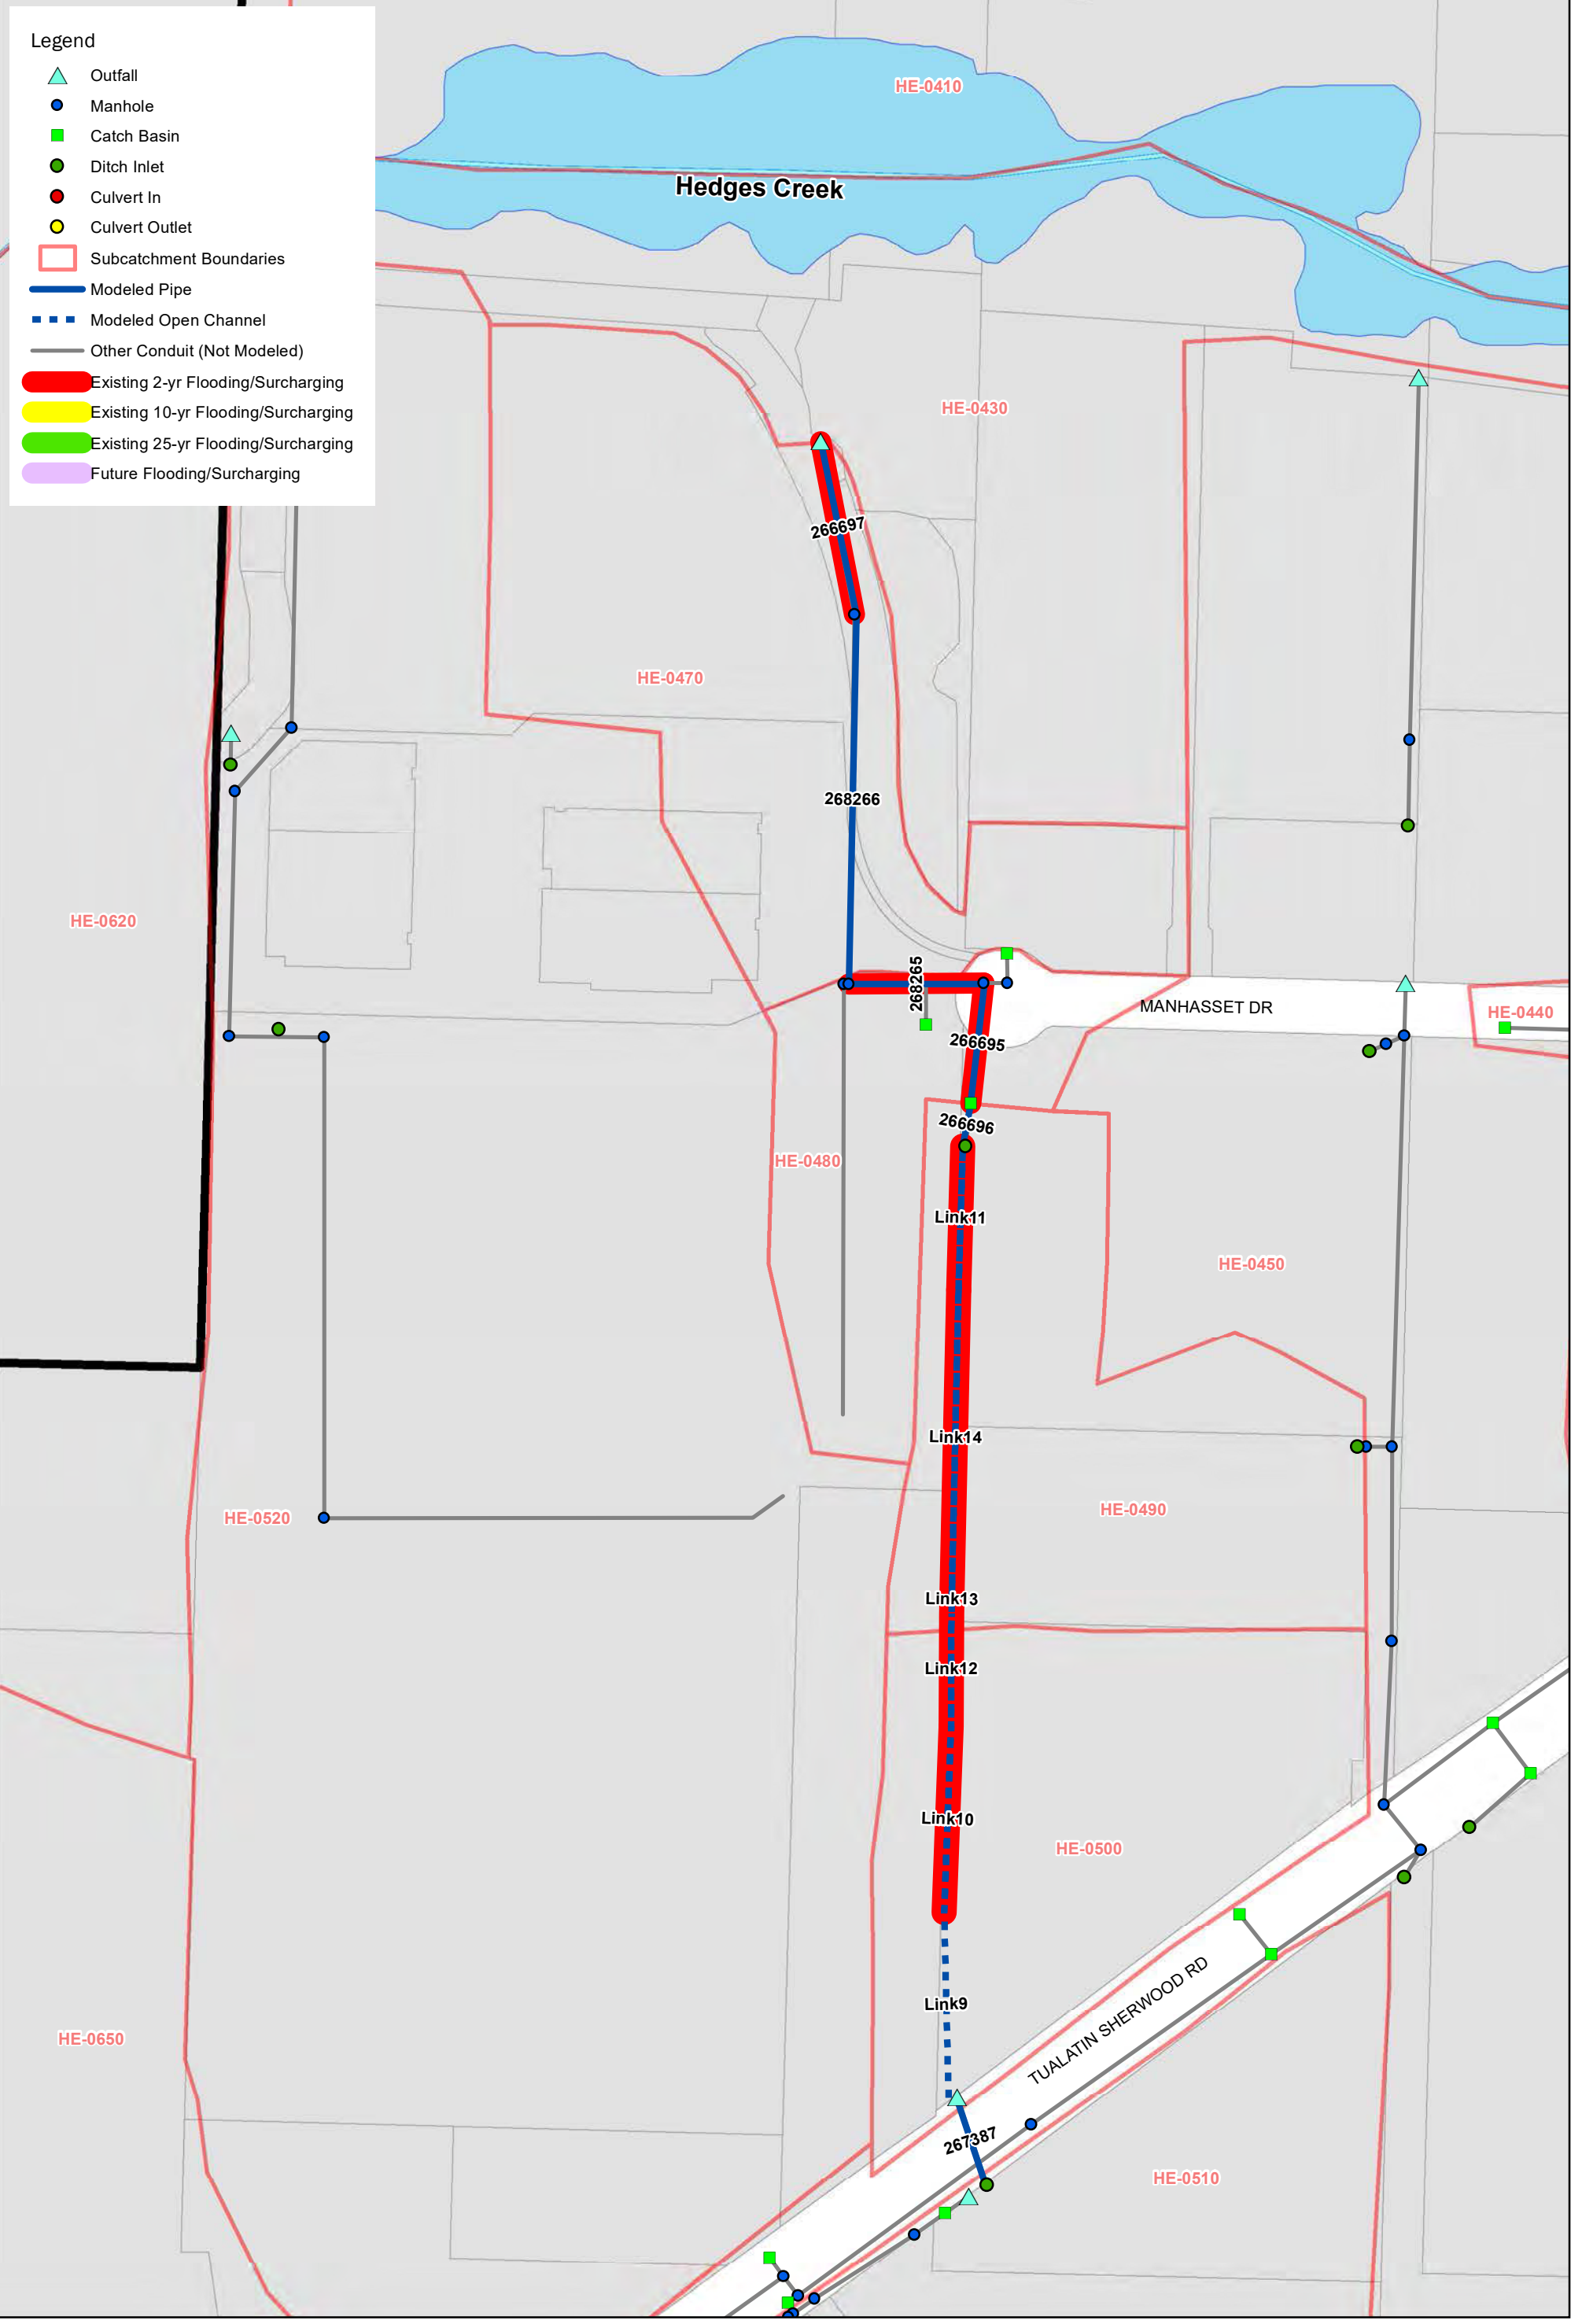 Legend
Outfall
Manhole
Catch Basin
Ditch Inlet
Culvert In
Culvert Outlet
Subcatchment Boundaries
Modeled Pipe
Modeled Open Channel
Other Conduit (Not Modeled)
Existing 2-yr Flooding/Surcharging
Existing 10-yr Flooding/Surcharging
Existing 25-yr Flooding/Surcharging
Future Flooding/Surcharging
HE-0410
Hedges Creek
HE-0430
266697
HE-0470
268266
HE-0620
268265
MANHASSET DR
HE-0440
266695
266696
HE-0480
Link11
HE-0450
Link14
HE-0490
HE-0520
Link13
Link12
Link10
HE-0500
Link9
TUALATIN SHERWOOD RD
HE-0650
267387
HE-0510